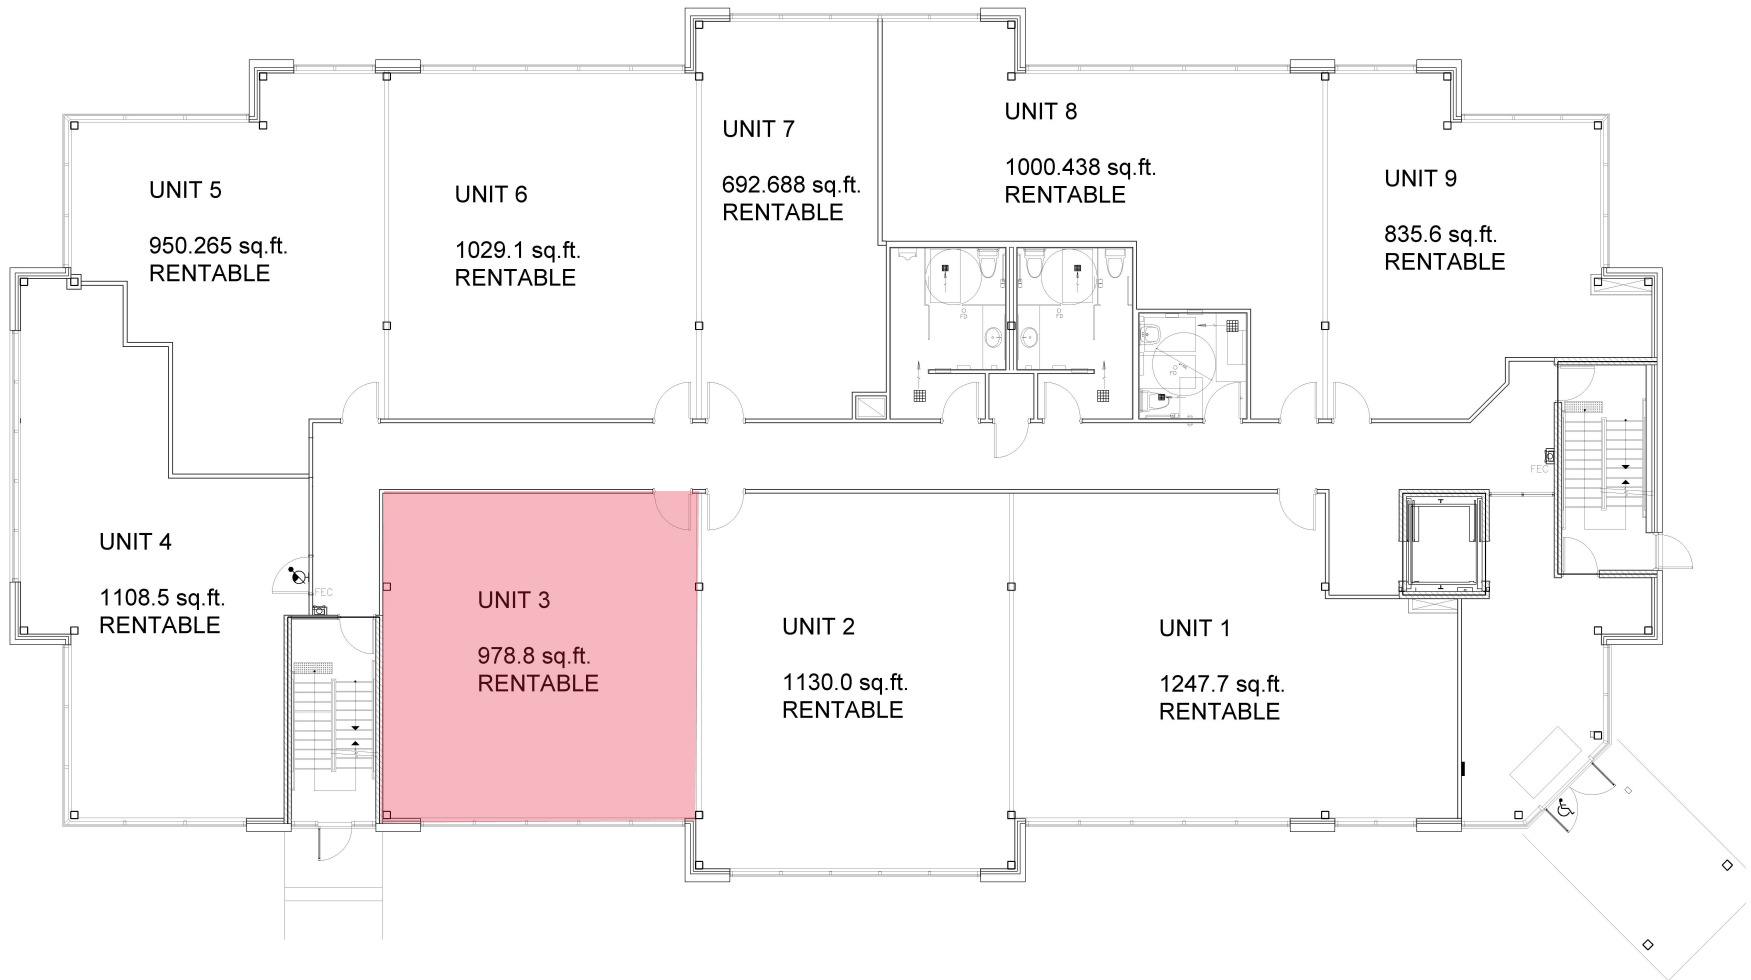 UNIT 7
692.688 sq.ft.
RENTABLE
UNIT 8
1000.438 sq.ft.
RENTABLE
UNIT 5
950.265 sq.ft.
RENTABLE
UNIT 6
1029.1 sq.ft.
RENTABLE
UNIT 9
835.6 sq.ft.
RENTABLE
FD
FD
FD
FEC
UNIT 4
1108.5 sq.ft.
RENTABLE
FEC
UNIT 3
978.8 sq.ft.
RENTABLE
UNIT 2
1130.0 sq.ft.
RENTABLE
UNIT 1
1247.7 sq.ft.
RENTABLE